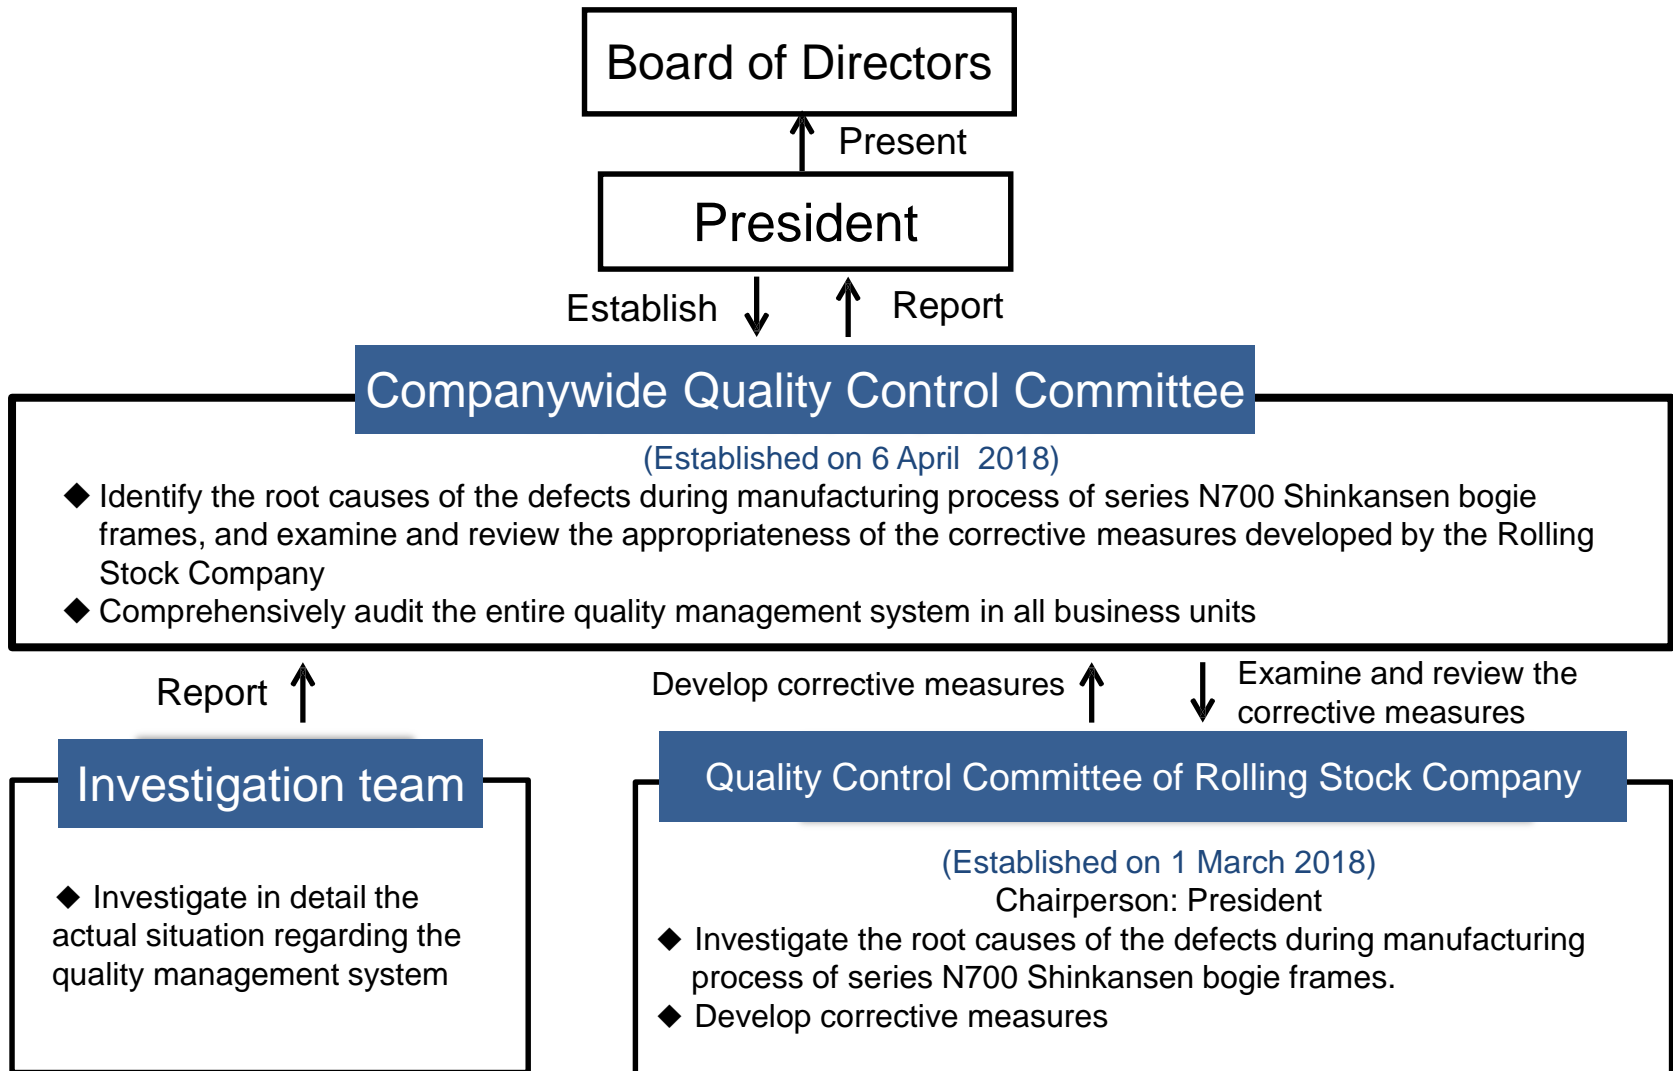 Board of Directors
Present
President
Establish
Report
Companywide Quality Control Committee
(Established on 6 April  2018)
◆ Identify the root causes of the defects during manufacturing process of series N700 Shinkansen bogie
frames, and examine and review the appropriateness of the corrective measures developed by the Rolling
Stock Company
◆ Comprehensively audit the entire quality management system in all business units
Report
Develop corrective measures
Examine and review the
corrective measures
Investigation team
◆ Investigate in detail the
actual situation regarding the
quality management system
Quality Control Committee of Rolling Stock Company
(Established on 1 March 2018)
Chairperson: President
◆ Investigate the root causes of the defects during manufacturing
process of series N700 Shinkansen bogie frames.
◆ Develop corrective measures